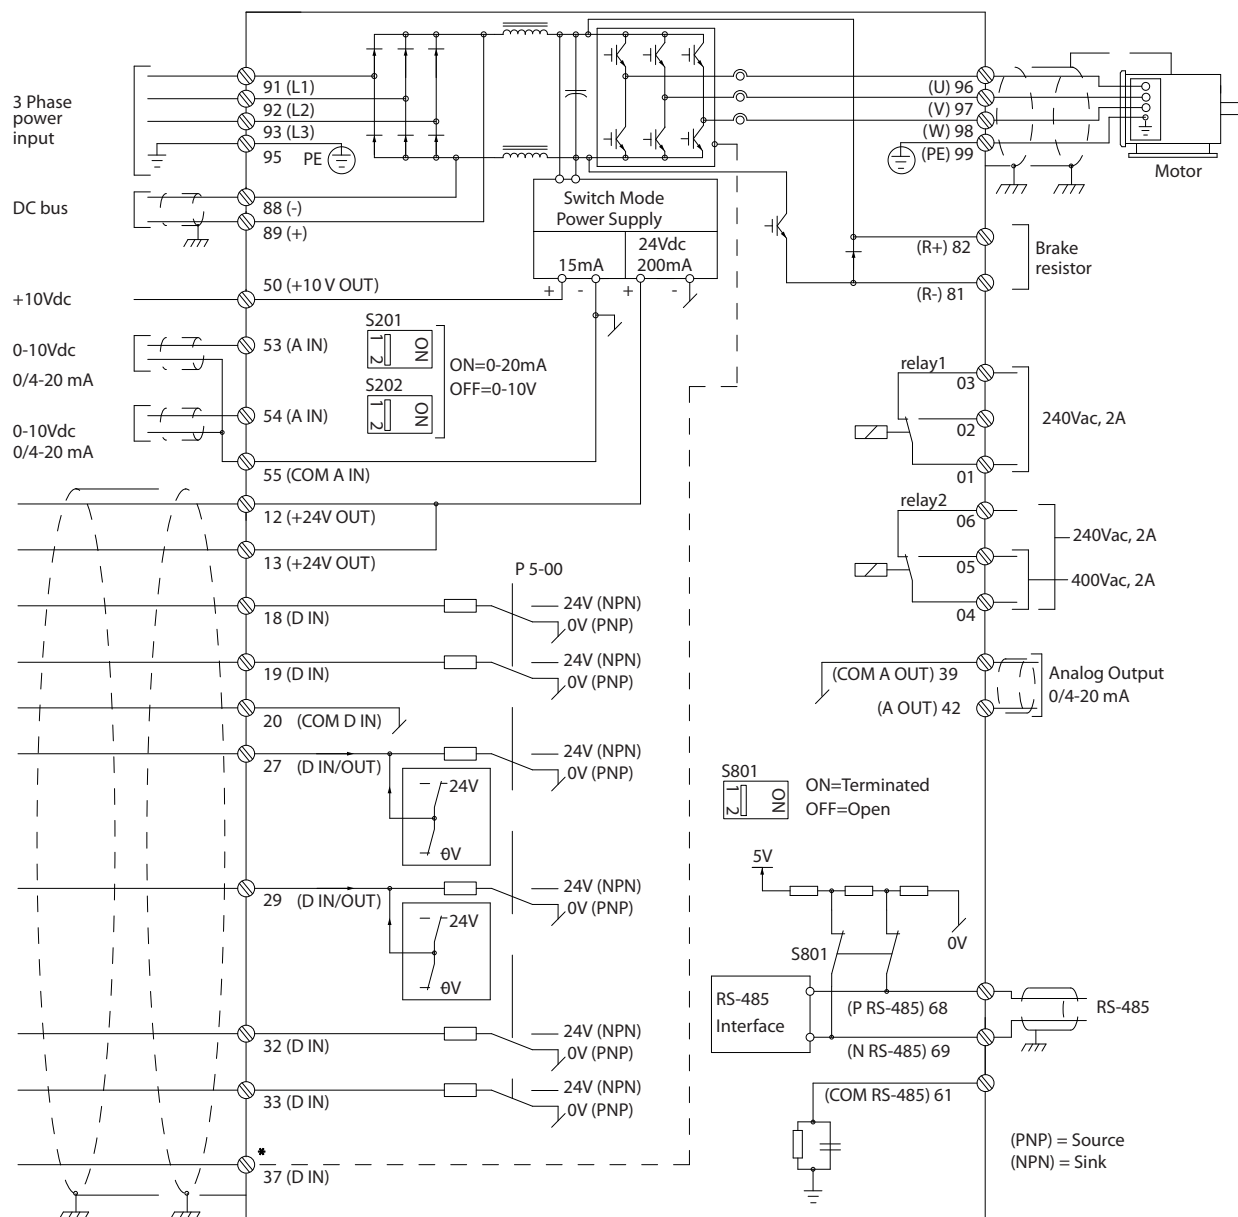 3 Phase
power
input
91 (L1)
92 (L2)
93 (L3)
95
PE
DC bus
88 (-)
89 (+)
Switch Mode
Power Supply
24Vdc
15mA
200mA
+
-
+
-
+10Vdc
50 (+10 V OUT)
0-10Vdc
0/4-20 mA
53 (A IN)
S201
1
2
ON
ON=0-20mA
OFF=0-10V
S202
1
2
ON
0-10Vdc
0/4-20 mA
54 (A IN)
55 (COM A IN)
12 (+24V OUT)
13 (+24V OUT)
P 5-00
18 (D IN)
24V (NPN)
0V (PNP)
19 (D IN)
24V (NPN)
0V (PNP)
20 (COM D IN)
27 (D IN/OUT)
24V (NPN)
0V (PNP)
24V
0V
29 (D IN/OUT)
24V (NPN)
0V (PNP)
24V
0V
32 (D IN)
24V (NPN)
0V (PNP)
33 (D IN)
24V (NPN)
0V (PNP)
*
37 (D IN)
(U) 96
(V) 97
(W) 98
(PE) 99
Motor
(R+) 82
(R-) 81
Brake
resistor
relay1
03
02
01
240Vac, 2A
relay2
06
05
04
240Vac, 2A
400Vac, 2A
(COM A OUT) 39
(A OUT) 42
Analog Output
0/4-20 mA
S801
1
2
ON
ON=Terminated
OFF=Open
5V
0V
S801
RS-485
Interface
(P RS-485) 68
(N RS-485) 69
RS-485
(COM RS-485) 61
(PNP) = Source
(NPN) = Sink